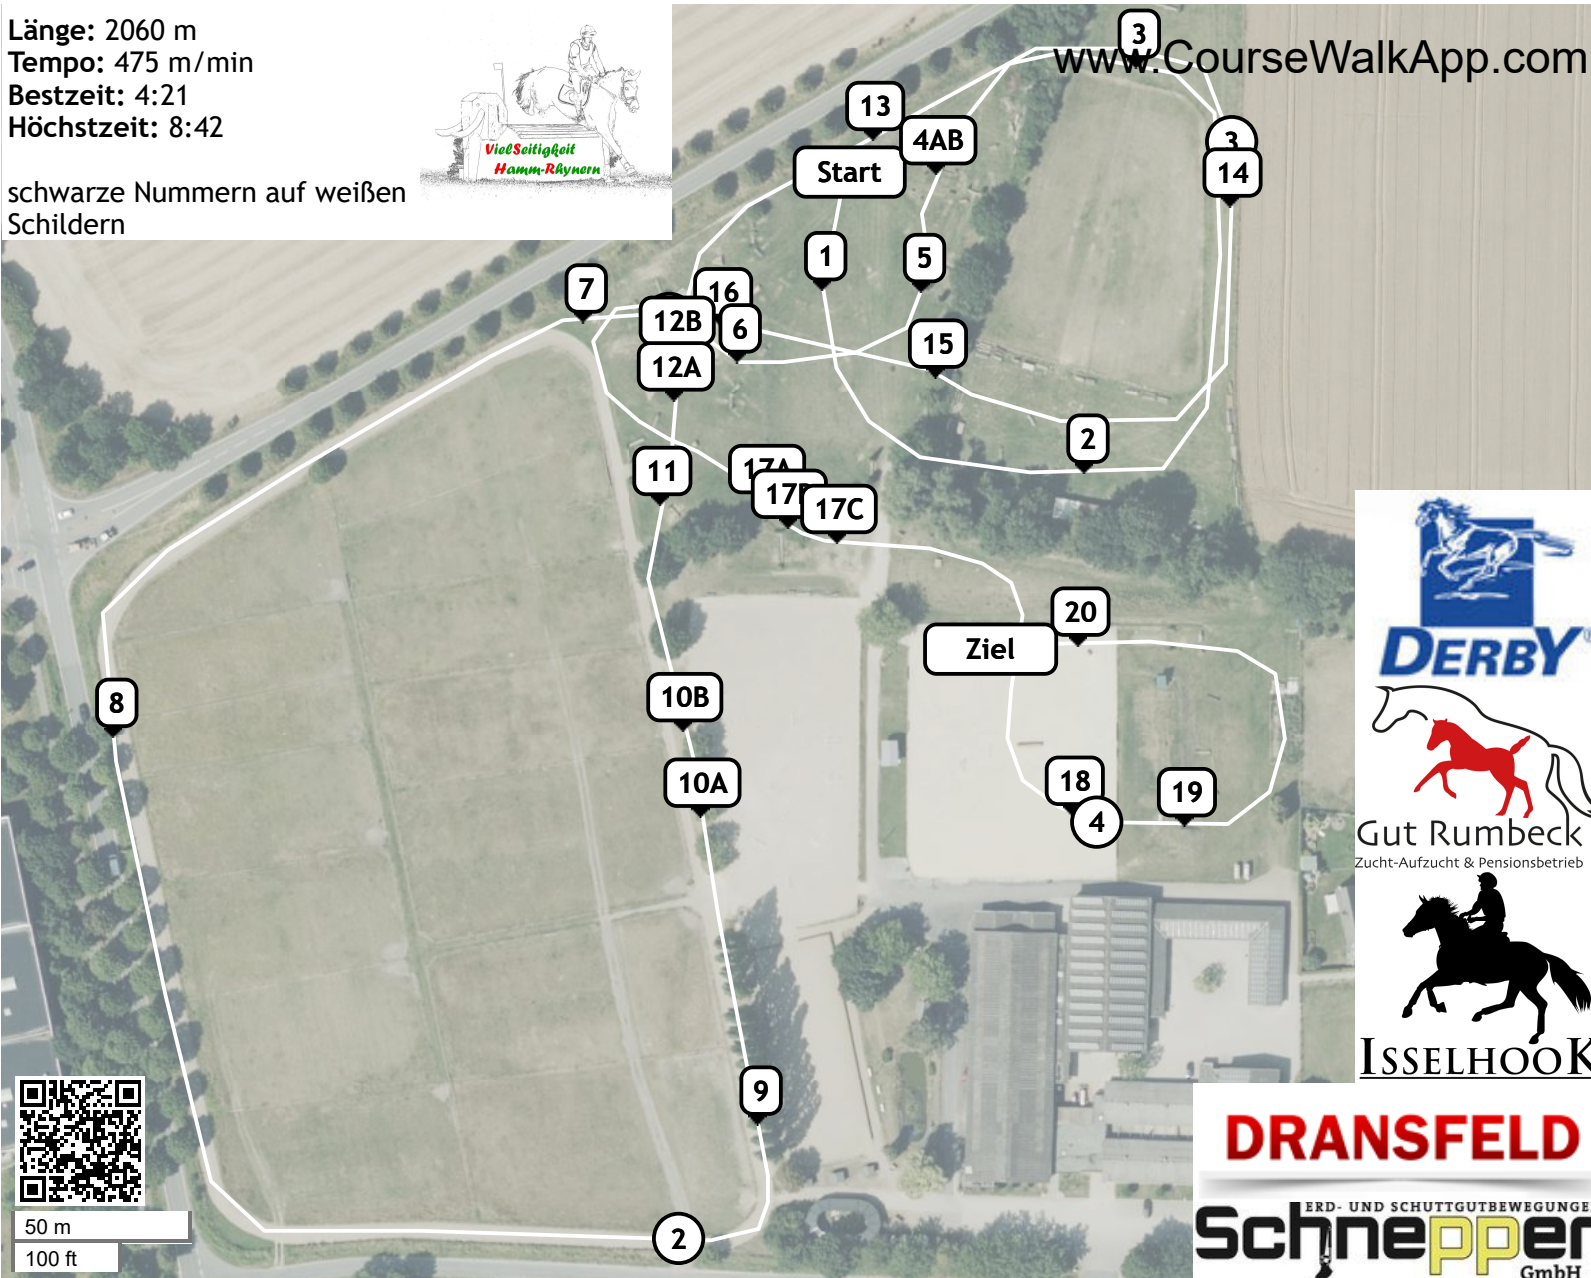 Länge: 2060 m
Tempo: 475 m/min
Bestzeit: 4:21
Höchstzeit: 8:42
schwarze Nummern auf weißen
Schildern
VielSeitigkeit
Hamm-Rhynern
www.CourseWalkApp.com
3
13
4AB
3
Start
14
1
5
7
16
12B
6
15
12A
2
11
17A
17C
20
Ziel
8
10B
10A
18
19
4
9
2
DERBY
Gut Rumbeck
Zucht-Aufzucht & Pensionsbetrieb
ISSELHOOK
DRANSFELD
ERD- UND SCHUTTGUTBEWEGUNGE
Schnepper
GmbH
50 m
100 ft